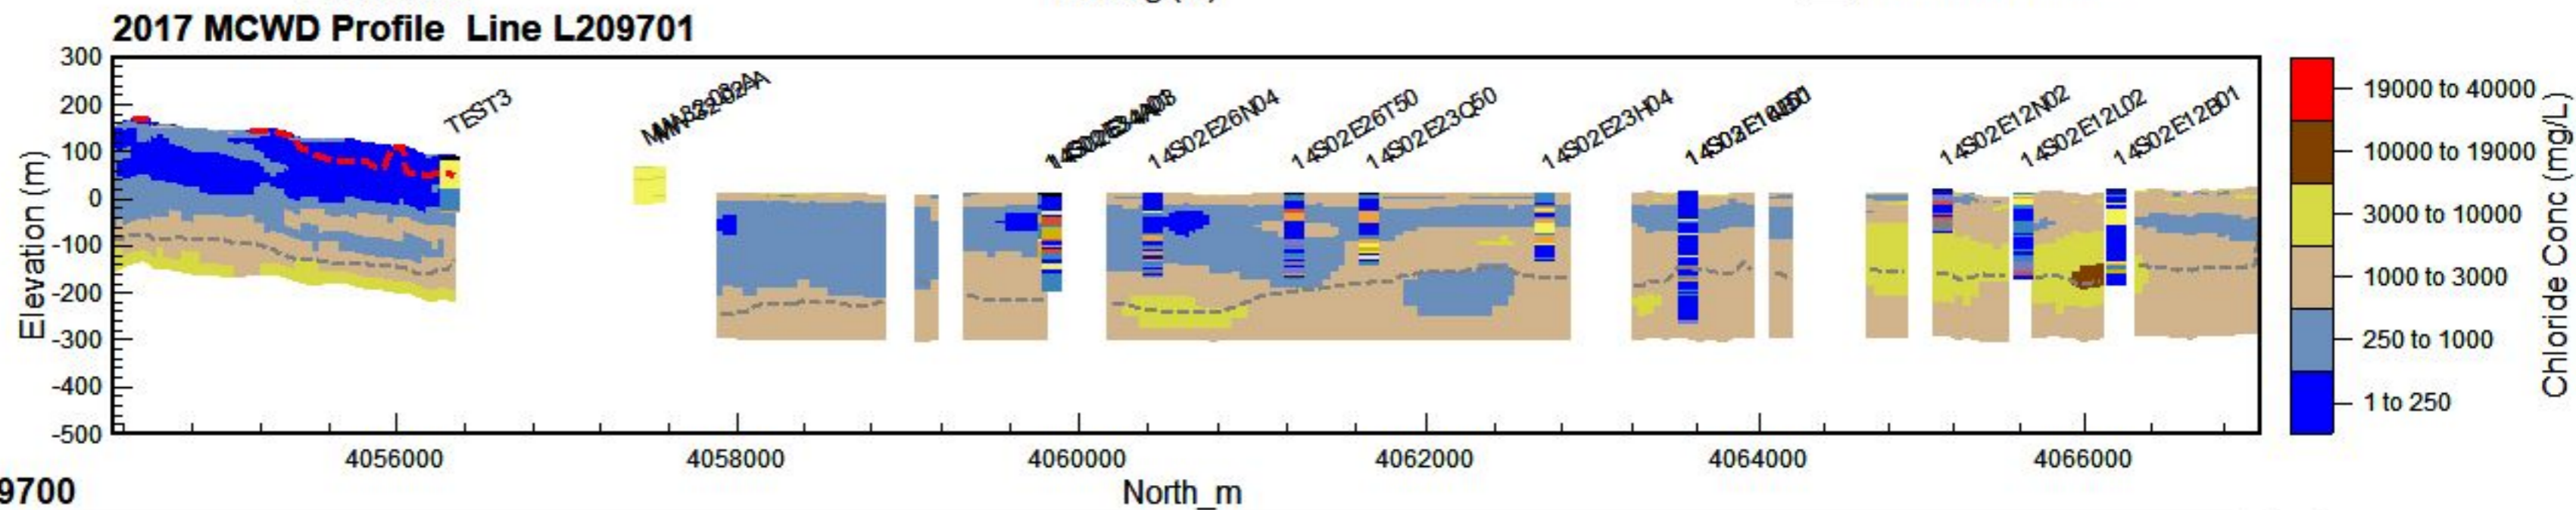 2017 MCWD Profile Line L209701
300
200
100
0
-100
-200
-300
-400
-500
Elevation (m)
TEST3
14S02E26N04
14S02E26T50
14S02E23Q50
14S02E23H04
14S02E12N02
14S02E12L02
14S02E12B01
4056000
4058000
4060000
4062000
4064000
4066000
North_m
19000 to 40000
10000 to 19000
3000 to 10000
1000 to 3000
250 to 1000
1 to 250
Chloride Conc (mg/L)
9700